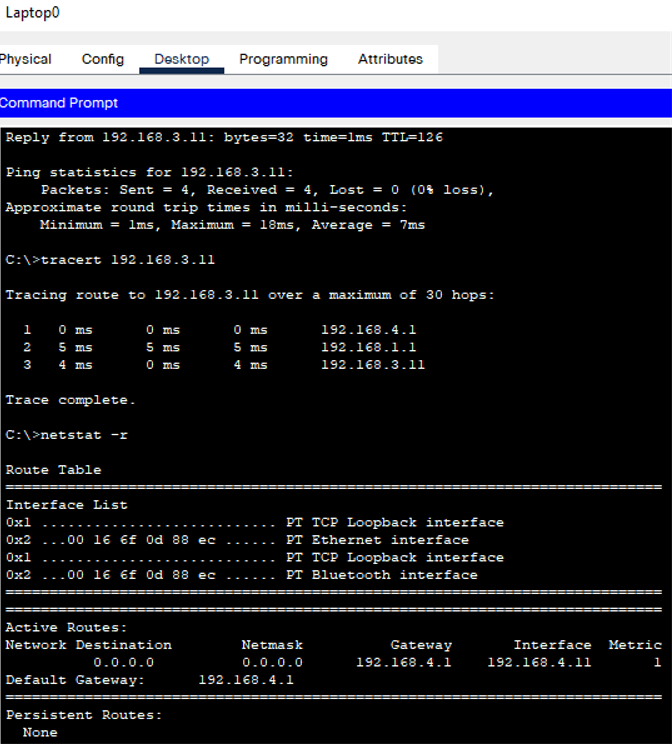 Laptop0
Physical Config Desktop Programming Attributes
Command Prompt
Reply from 192.168.3.11: bytes=32 time=1ms TTL=126
Ping statistics for 192.168.3.11:
Packets: Sent = 4, Received = 4, Lost = 0 (0% loss),
Approximate round trip times in milli-seconds:
Minimum = 1ms, Maximum = 18ms, Average = 7ms
C:\>tracert 192.168.3.11
Tracing route to 192.168.3.11 over a maximum of 30 hops:
1 0 ms 0 ms 0 ms 192.168.4.1
2 5 ms 5 ms 5 ms 192.168.1.1
3 4 ms 0 ms 4 ms 192.168.3.11
Trace complete.
C:\>netstat -r
Route Table
===========================================================================
Interface List
0x1 ........................... PT TCP Loopback interface
0x2 ...00 16 6f 0d 88 ec ...... PT Ethernet interface
0x1 ........................... PT TCP Loopback interface
0x2 ...00 16 6f 0d 88 ec ...... PT Bluetooth interface
===========================================================================
===========================================================================
Active Routes:
Network Destination Netmask Gateway Interface Metric
0.0.0.0 0.0.0.0 192.168.4.1 192.168.4.11 1
Default Gateway: 192.168.4.1
===========================================================================
Persistent Routes:
None